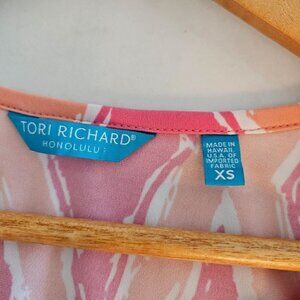 TORI RICHARD®
HONOLULU
MADE IN
HAWAII,
U.S.A. OF
IMPORTED
FABRIC
XS